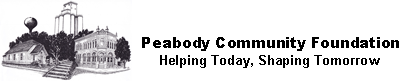 Peabody Community Foundation
Helping Today, Shaping Tomorrow